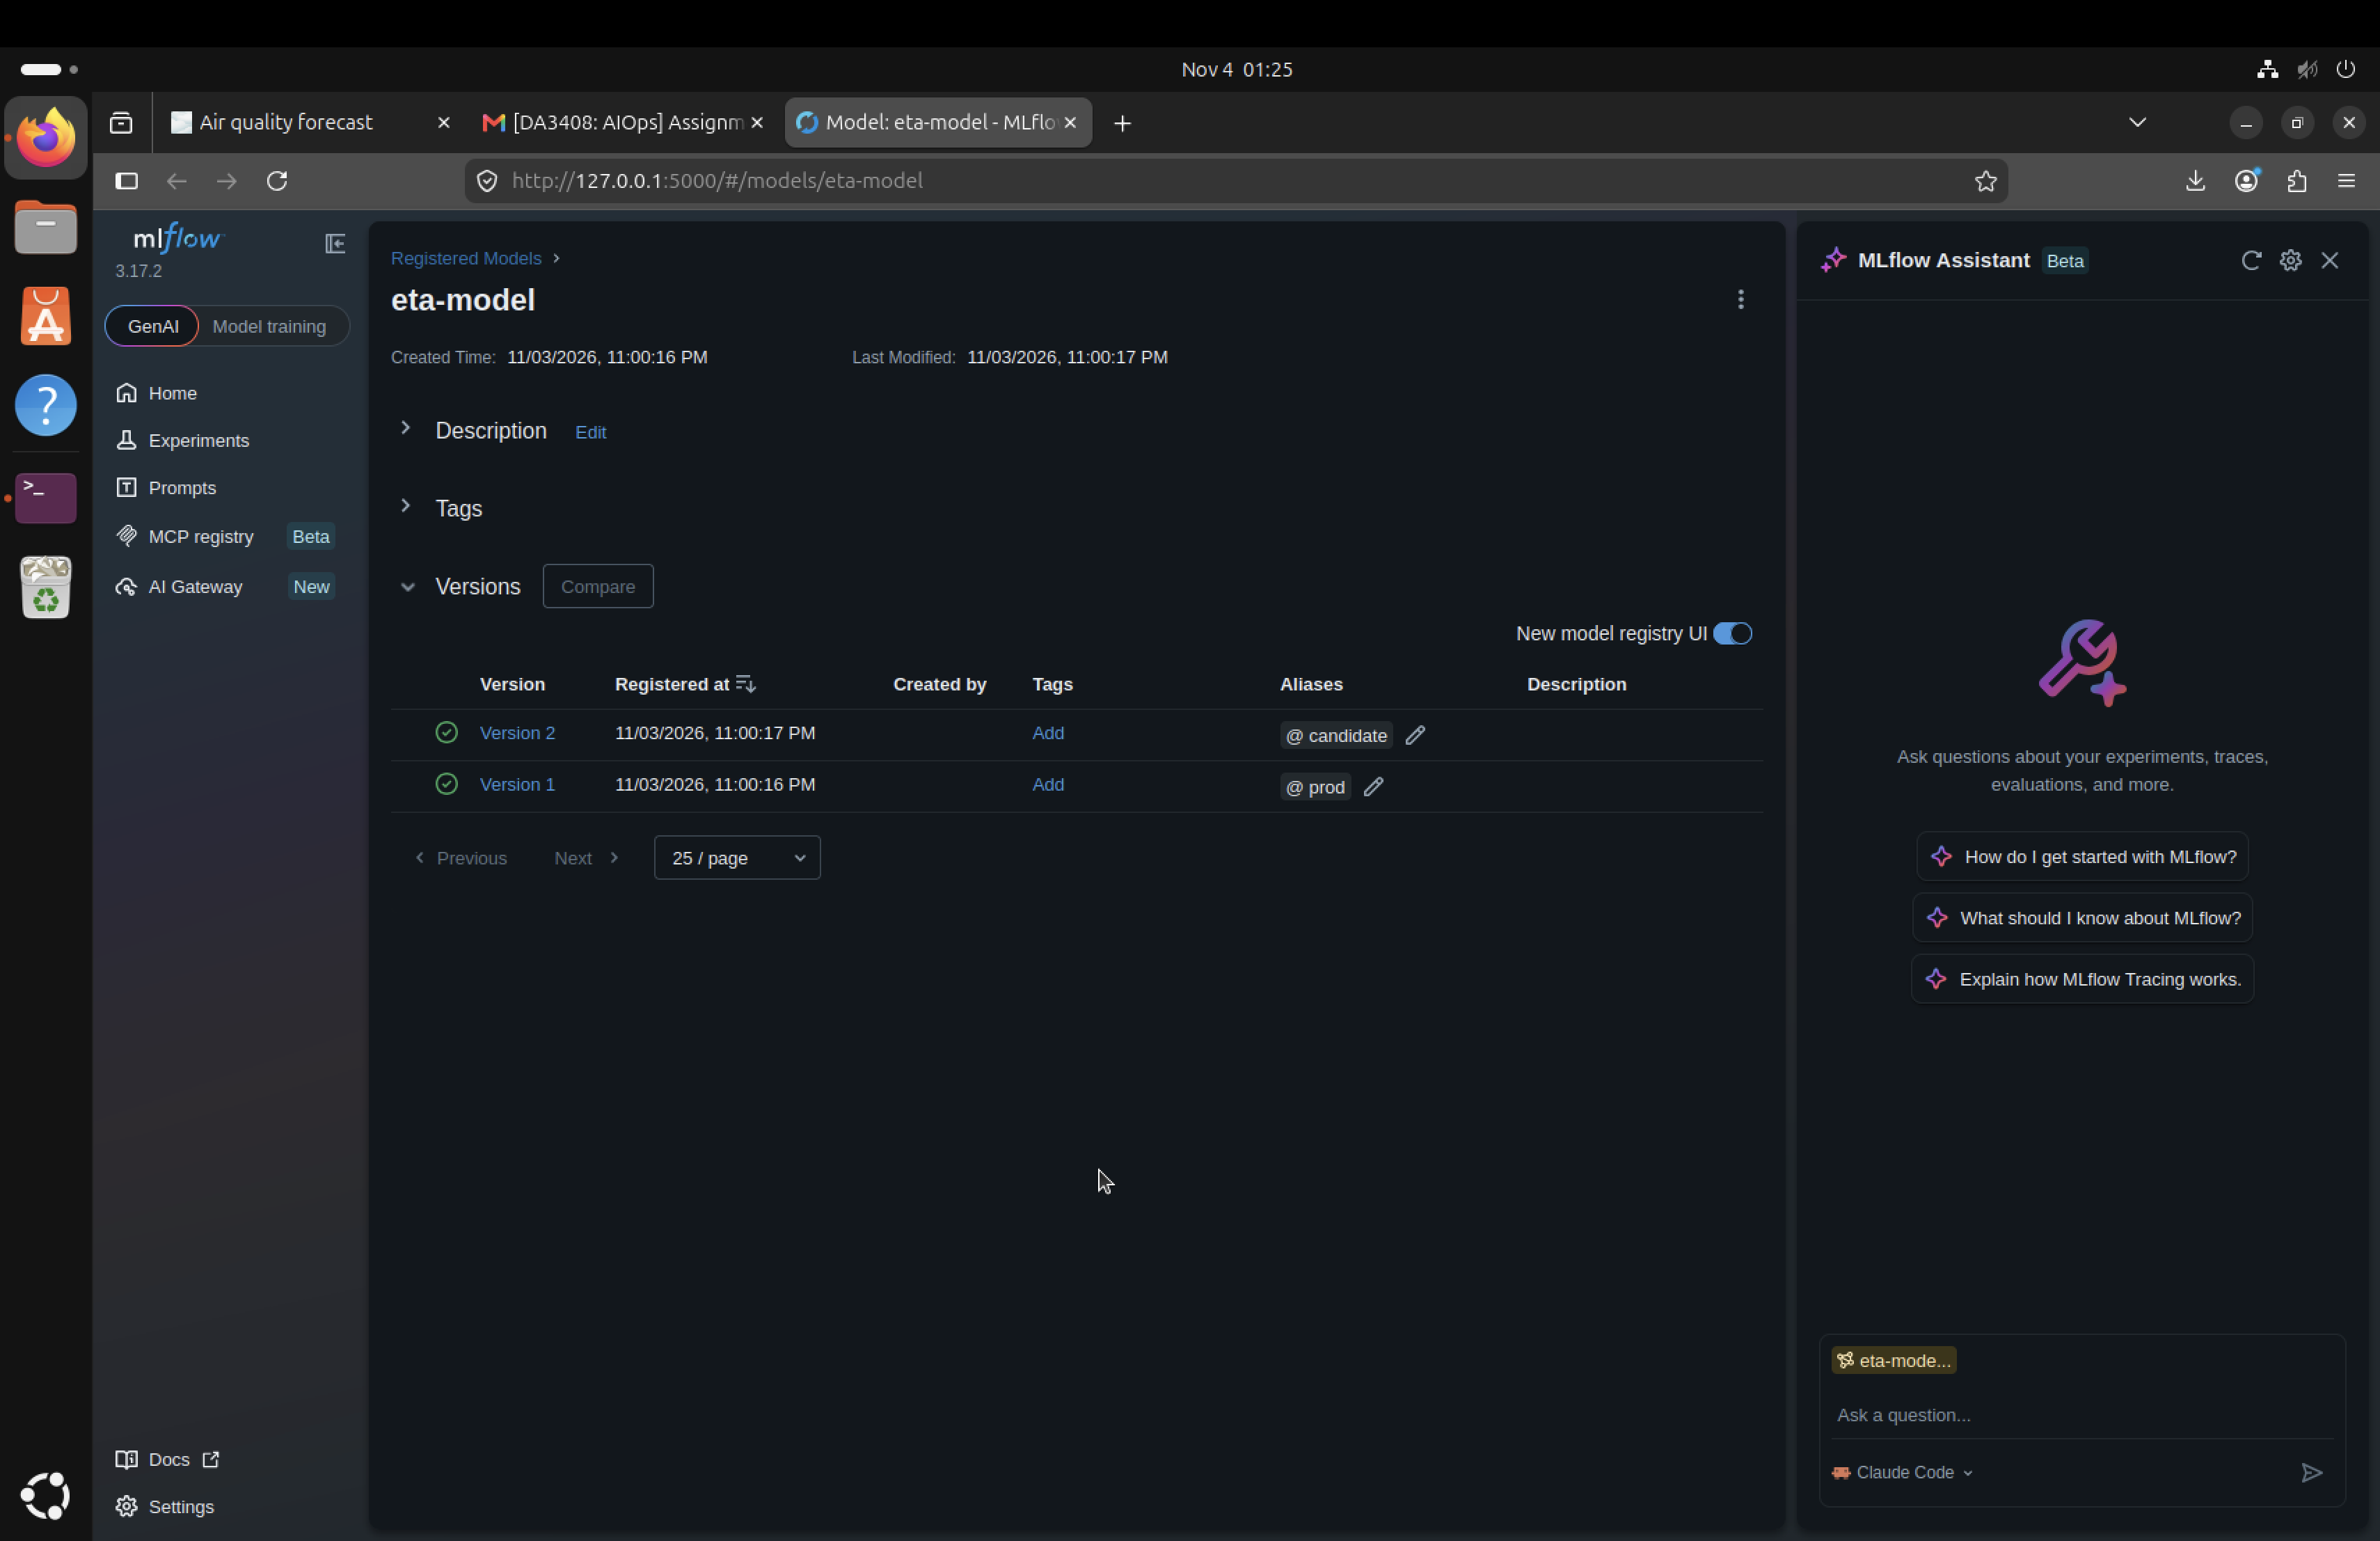 Nov 4 01:25
Air quality forecast
[DA3408: AIOps] Assignm
Model: eta-model - MLflo
http://127.0.0.1:5000/#/models/eta-model
mlflow
3.17.2
GenAI
Model training
Home
Experiments
Prompts
MCP registry Beta
AI Gateway New
Docs
Settings
Registered Models
eta-model
Created Time: 11/03/2026, 11:00:16 PM Last Modified: 11/03/2026, 11:00:17 PM
Description Edit
Tags
Versions Compare
New model registry UI
Version Registered at Created by Tags Aliases Description
Version 2 11/03/2026, 11:00:17 PM Add @ candidate
Version 1 11/03/2026, 11:00:16 PM Add @ prod
Previous Next 25 / page
MLflow Assistant Beta
Ask questions about your experiments, traces,
evaluations, and more.
How do I get started with MLflow?
What should I know about MLflow?
Explain how MLflow Tracing works.
eta-mode...
Ask a question...
Claude Code